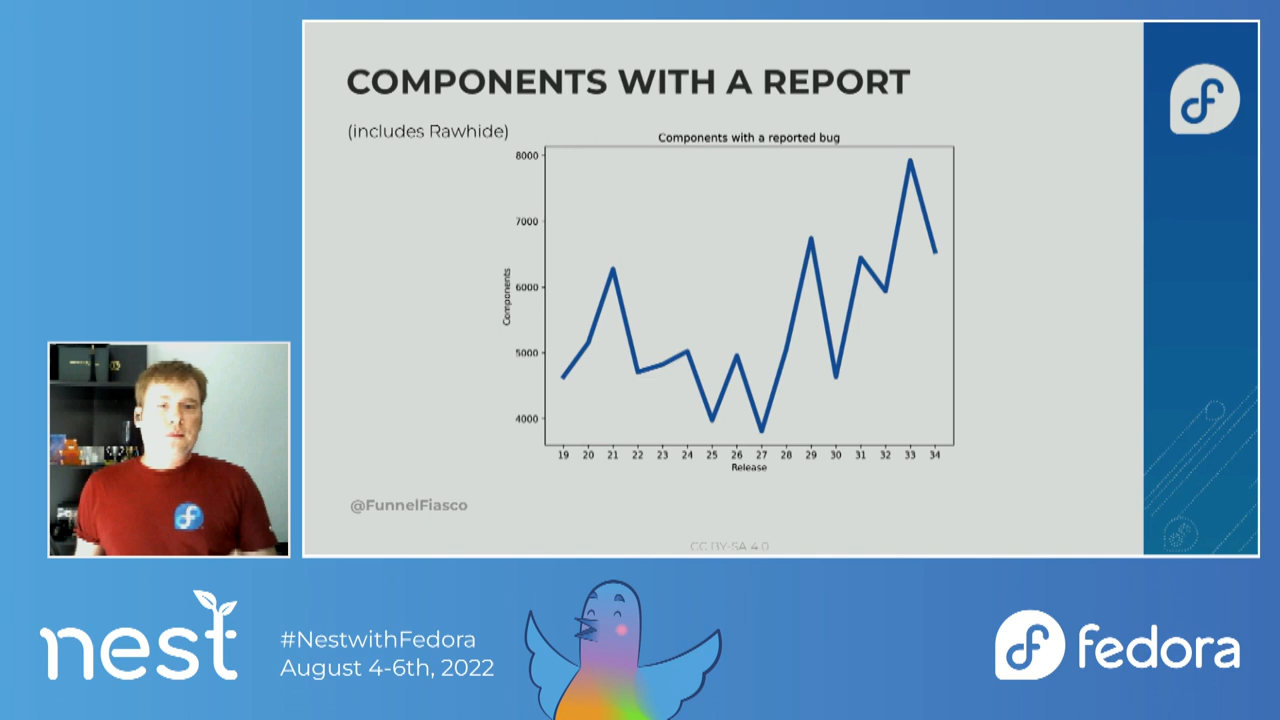 COMPONENTS WITH A REPORT
(includes Rawhide)
Components with a reported bug
8000
7000
6000
5000
4000
Components
19 20 21 22 23 24 25 26 27 28 29 30 31 32 33 34
Release
@FunnelFiasco
CC BY-SA 4.0
nest
#NestwithFedora
August 4-6th, 2022
fedora